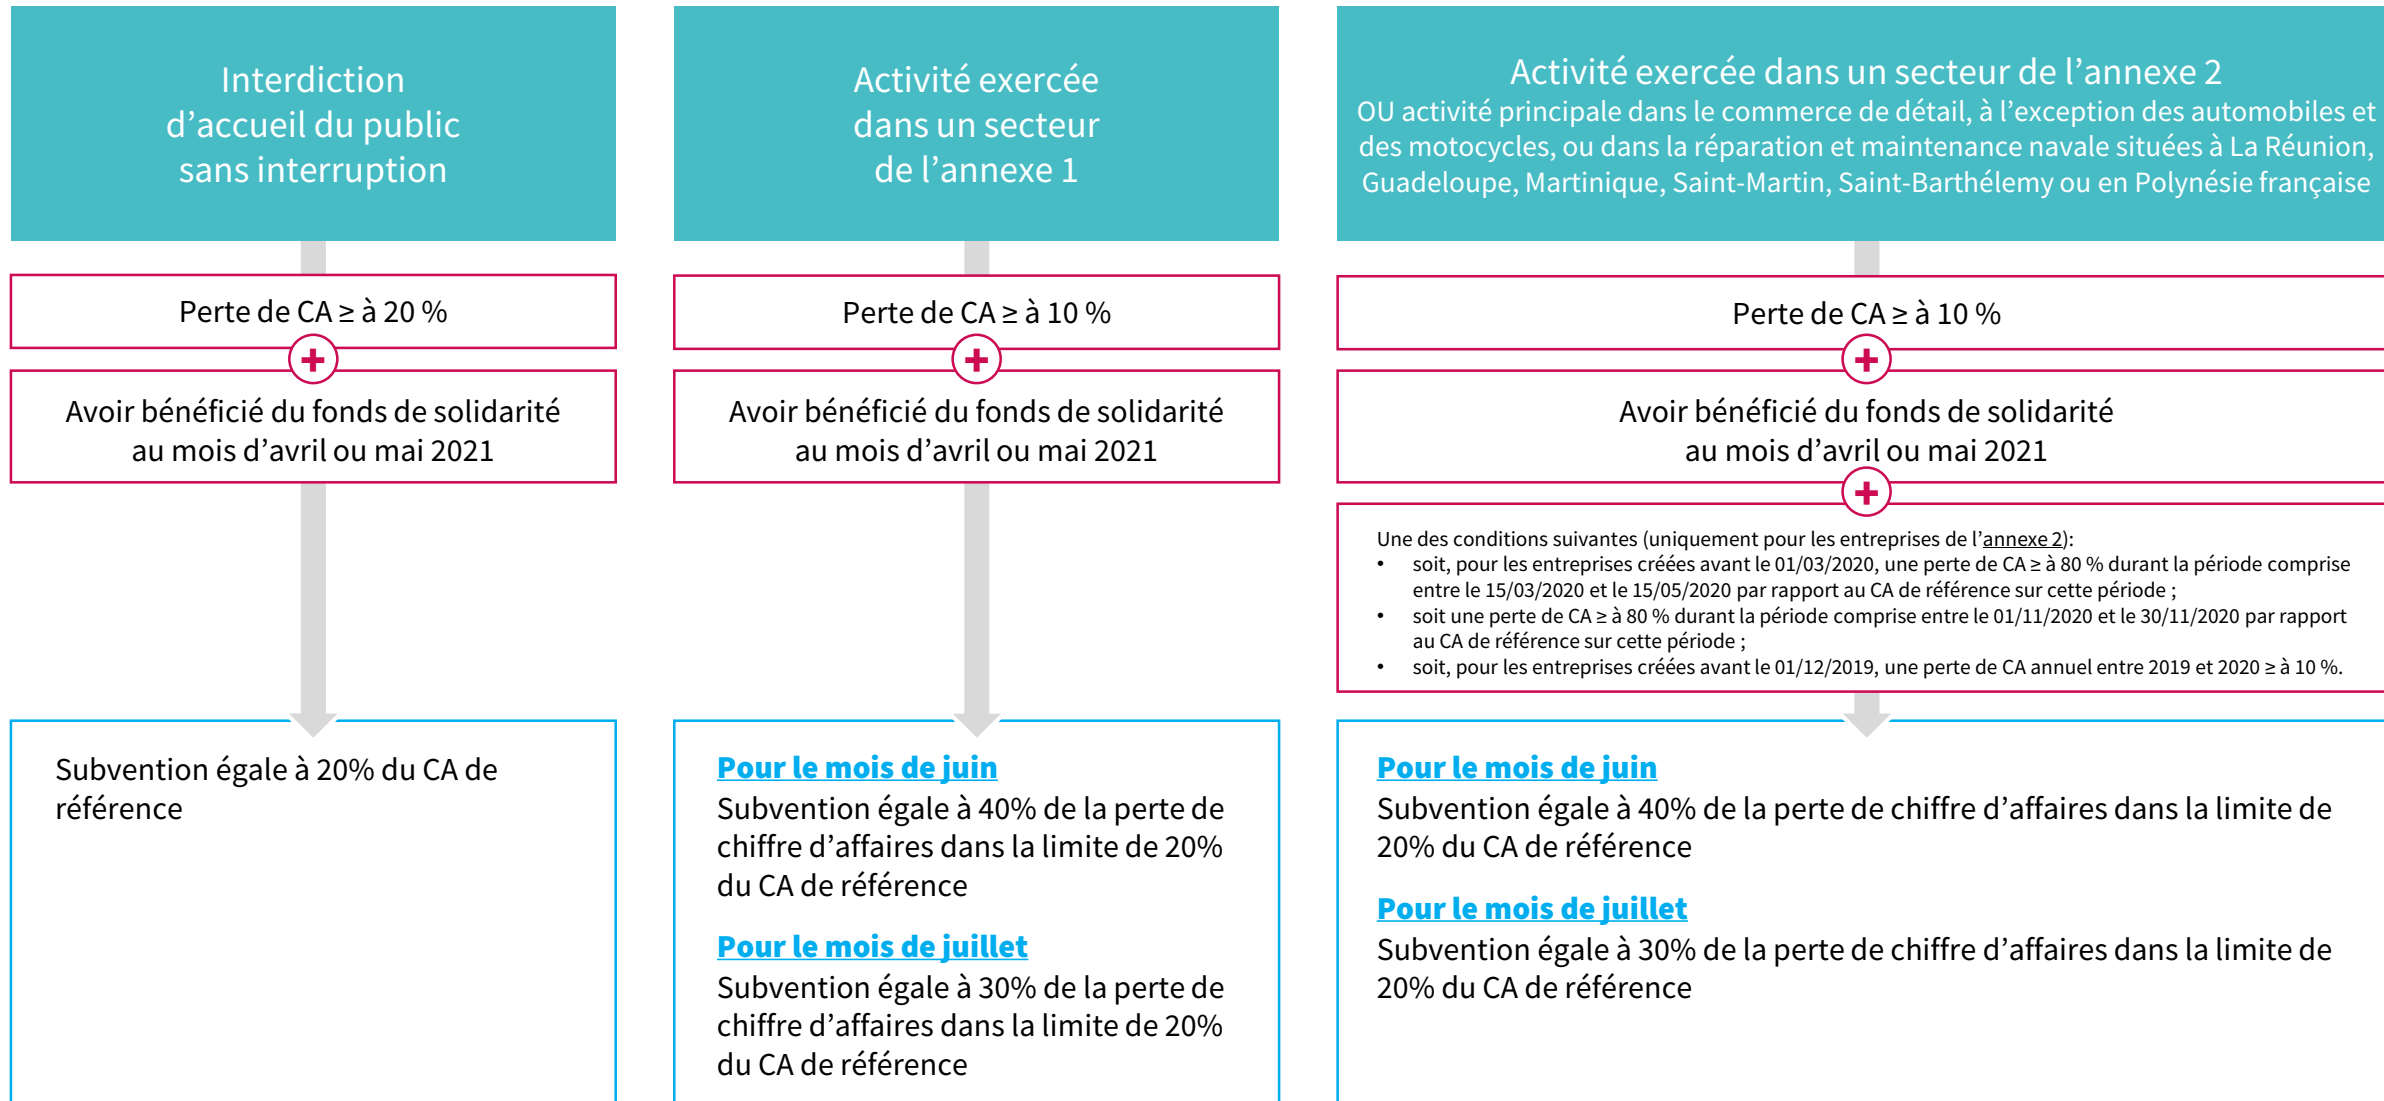 Interdiction
d’accueil du public
sans interruption
Perte de CA ≥ à 20 %
+
Avoir bénéficié du fonds de solidarité
au mois d’avril ou mai 2021
Subvention égale à 20% du CA de
référence
Activité exercée
dans un secteur
de l’annexe 1
Perte de CA ≥ à 10 %
+
Avoir bénéficié du fonds de solidarité
au mois d’avril ou mai 2021
Pour le mois de juin
Subvention égale à 40% de la perte de
chiffre d’affaires dans la limite de 20%
du CA de référence
Pour le mois de juillet
Subvention égale à 30% de la perte de
chiffre d’affaires dans la limite de 20%
du CA de référence
Activité exercée dans un secteur de l’annexe 2
OU activité principale dans le commerce de détail, à l’exception des automobiles et
des motocycles, ou dans la réparation et maintenance navale situées à La Réunion,
Guadeloupe, Martinique, Saint-Martin, Saint-Barthélemy ou en Polynésie française
Perte de CA ≥ à 10 %
+
Avoir bénéficié du fonds de solidarité
au mois d’avril ou mai 2021
+
Une des conditions suivantes (uniquement pour les entreprises de l’annexe 2):
• soit, pour les entreprises créées avant le 01/03/2020, une perte de CA ≥ à 80 % durant la période comprise
entre le 15/03/2020 et le 15/05/2020 par rapport au CA de référence sur cette période ;
• soit une perte de CA ≥ à 80 % durant la période comprise entre le 01/11/2020 et le 30/11/2020 par rapport
au CA de référence sur cette période ;
• soit, pour les entreprises créées avant le 01/12/2019, une perte de CA annuel entre 2019 et 2020 ≥ à 10 %.
Pour le mois de juin
Subvention égale à 40% de la perte de chiffre d’affaires dans la limite de
20% du CA de référence
Pour le mois de juillet
Subvention égale à 30% de la perte de chiffre d’affaires dans la limite de
20% du CA de référence